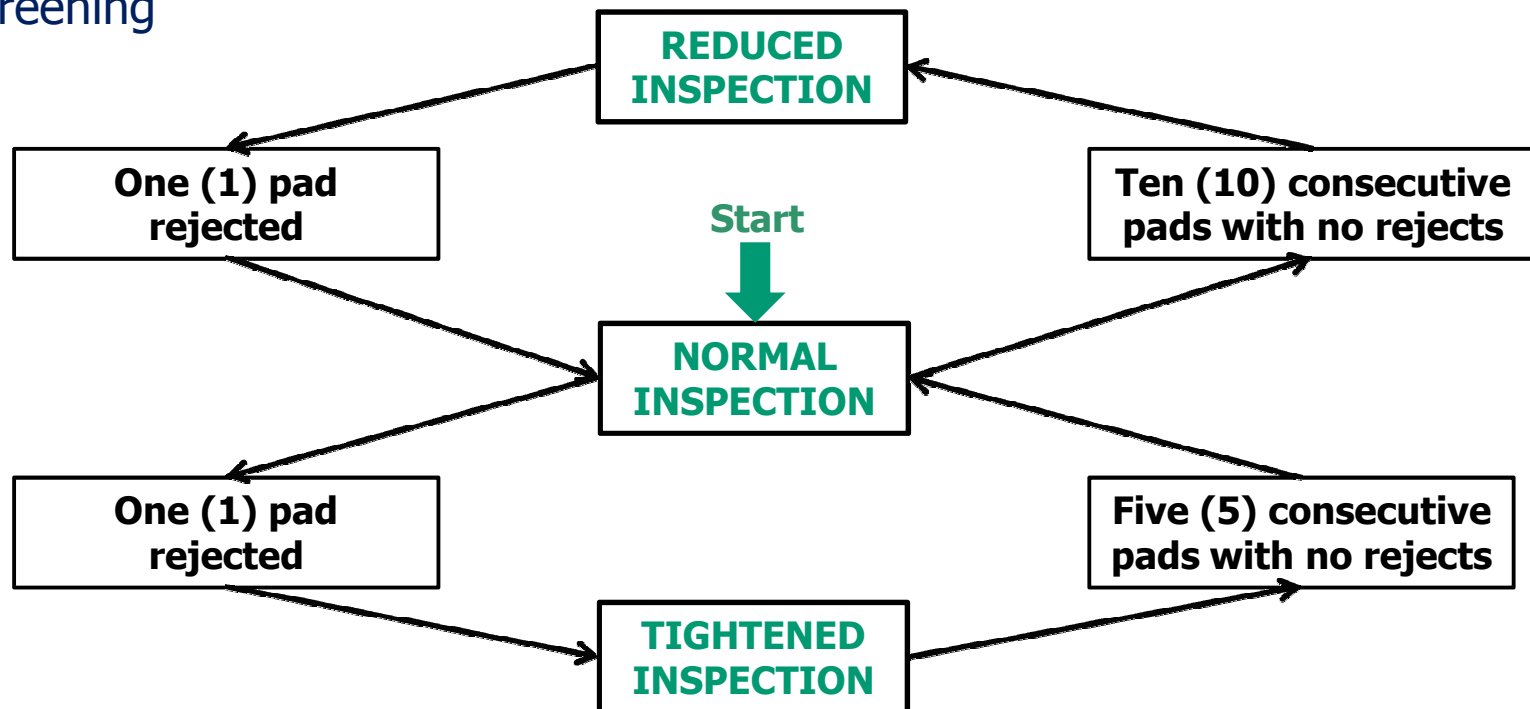 reening
REDUCED
INSPECTION
One (1) pad
rejected
Ten (10) consecutive
pads with no rejects
Start
NORMAL
INSPECTION
One (1) pad
rejected
Five (5) consecutive
pads with no rejects
TIGHTENED
INSPECTION